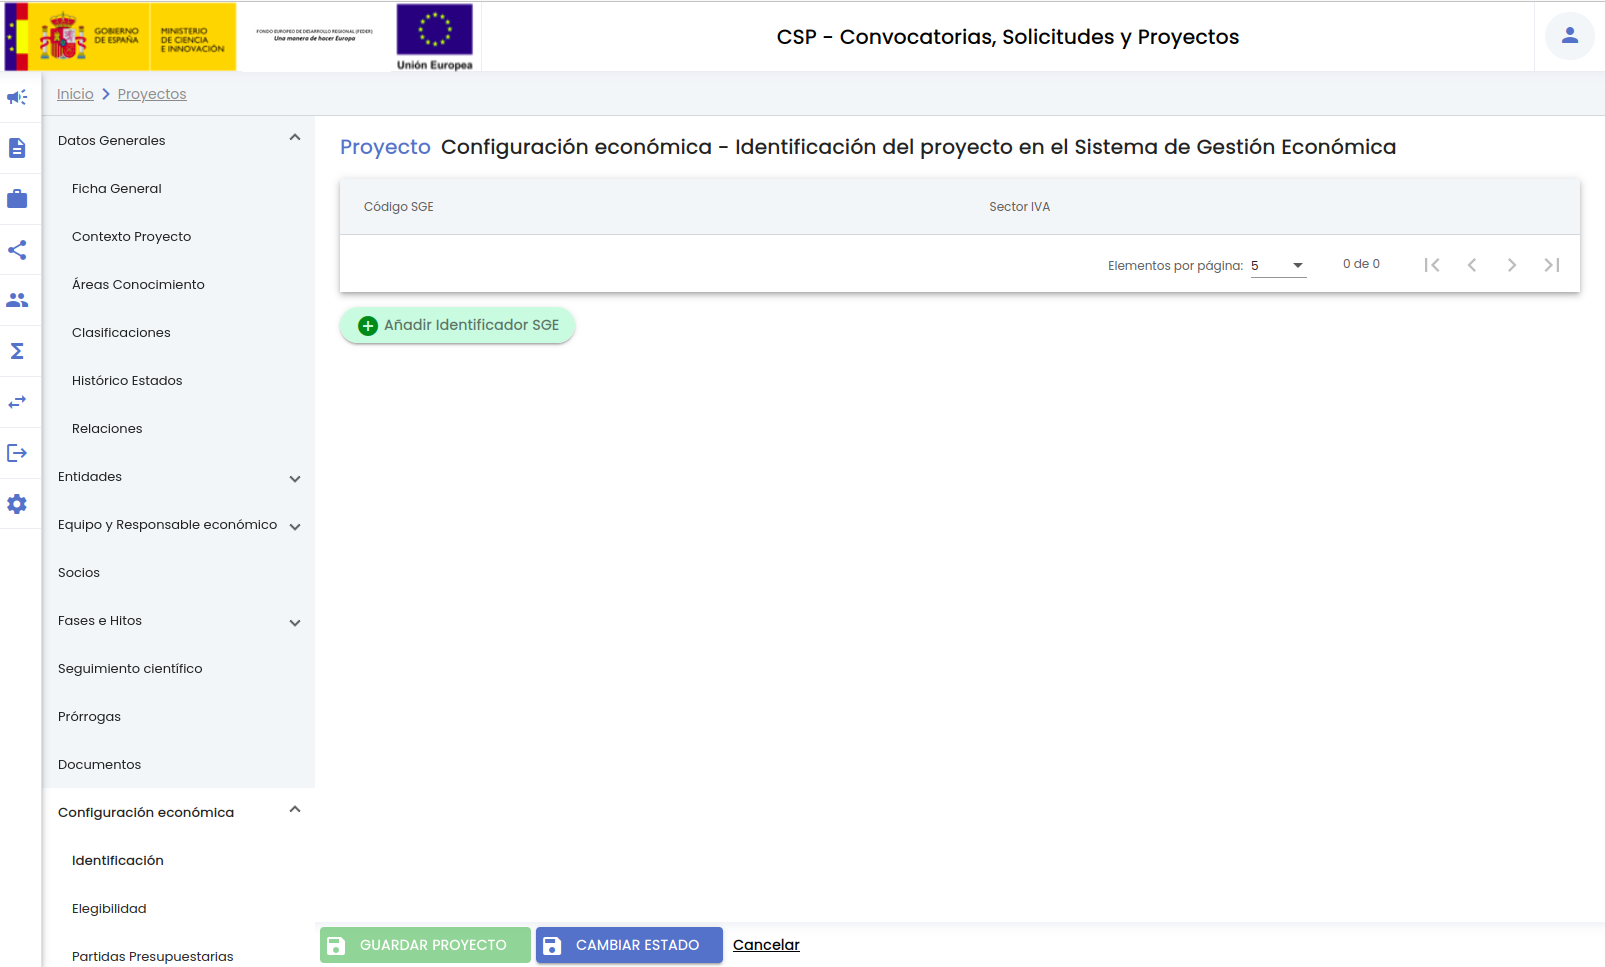 GOBIERNO
DE ESPAÑA
MINISTERIO
DE CIENCIA
E INNOVACIÓN
FONDO EUROPEO DE DESARROLLO REGIONAL (FEDER)
Una manera de hacer Europa
Unión Europea
CSP - Convocatorias, Solicitudes y Proyectos
Inicio
Proyectos
Datos Generales
Ficha General
Contexto Proyecto
Áreas Conocimiento
Clasificaciones
Histórico Estados
Relaciones
Entidades
Equipo y Responsable económico
Socios
Fases e Hitos
Seguimiento científico
Prórrogas
Documentos
Configuración económica
Identificación
Elegibilidad
Partidas Presupuestarias
Proyecto Configuración económica - Identificación del proyecto en el Sistema de Gestión Económica
Código SGE
Sector IVA
Elementos por página: 5
0 de 0
Añadir Identificador SGE
GUARDAR PROYECTO
CAMBIAR ESTADO
Cancelar